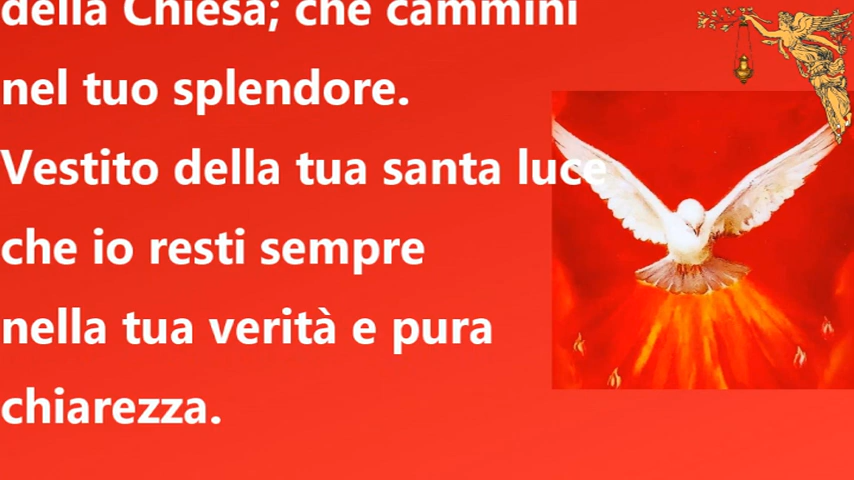 della Chiesa; che cammini
nel tuo splendore.
Vestito della tua santa luce
che io resti sempre
nella tua verità e pura
chiarezza.